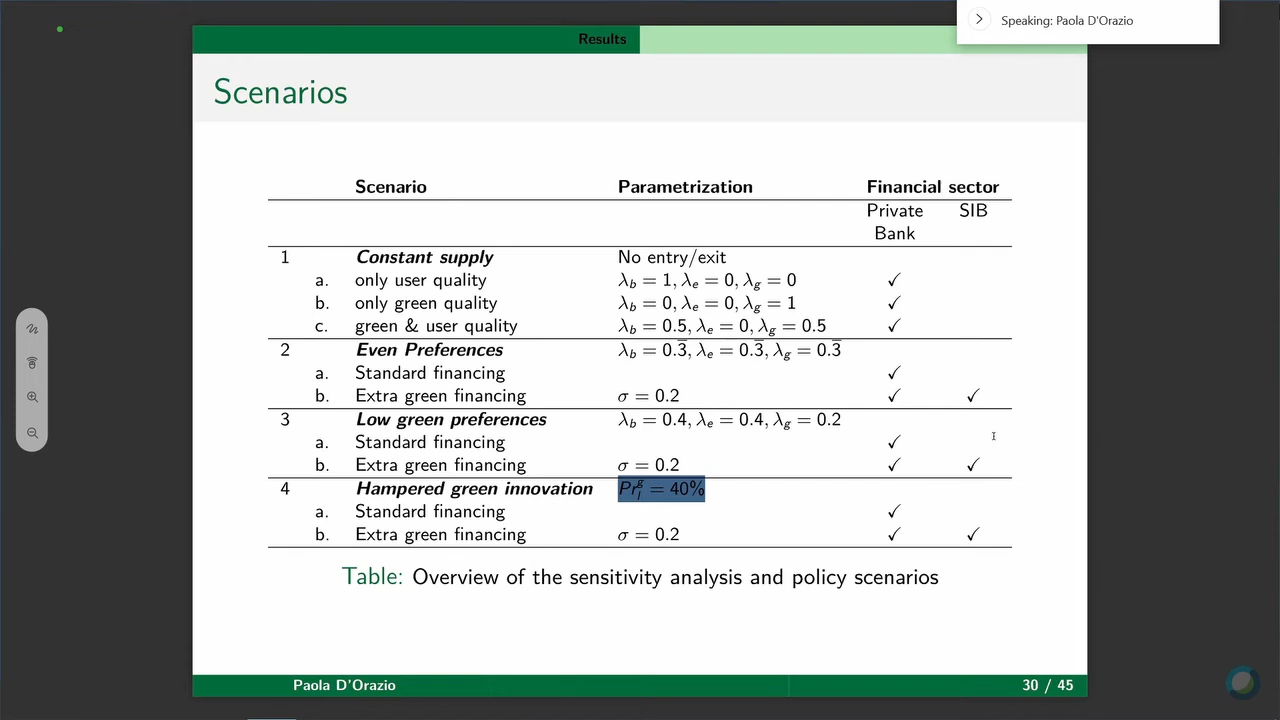 Speaking: Paola D'Orazio
Results
Scenarios
Scenario Parametrization Financial sector
Private SIB
Bank
1 Constant supply No entry/exit
a. only user quality λb = 1, λe = 0, λg = 0 ✓
b. only green quality λb = 0, λe = 0, λg = 1 ✓
c. green & user quality λb = 0.5, λe = 0, λg = 0.5 ✓
2 Even Preferences λb = 0.3̅, λe = 0.3̅, λg = 0.3̅
a. Standard financing ✓
b. Extra green financing σ = 0.2 ✓ ✓
3 Low green preferences λb = 0.4, λe = 0.4, λg = 0.2
a. Standard financing ✓
b. Extra green financing σ = 0.2 ✓ ✓
4 Hampered green innovation Pr_I^g = 40%
a. Standard financing ✓
b. Extra green financing σ = 0.2 ✓ ✓
Table: Overview of the sensitivity analysis and policy scenarios
Paola D'Orazio 30 / 45